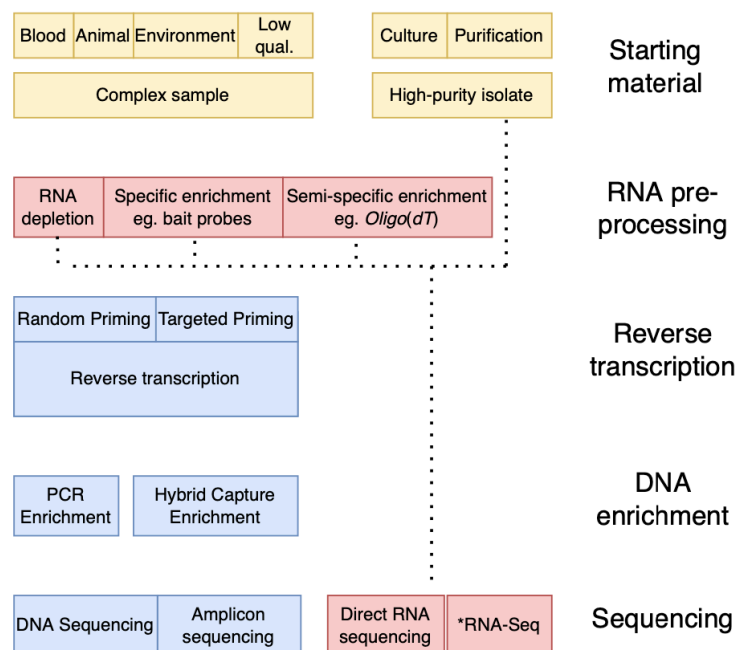 Blood Animal Environment Low
qual.
Culture Purification
Starting
material
Complex sample
High-purity isolate
RNA
depletion
Specific enrichment
eg. bait probes
Semi-specific enrichment
eg. Oligo(dT)
RNA pre-
processing
Random Priming Targeted Priming
Reverse transcription
Reverse
transcription
PCR
Enrichment
Hybrid Capture
Enrichment
DNA
enrichment
DNA Sequencing
Amplicon
sequencing
Direct RNA
sequencing
*RNA-Seq
Sequencing